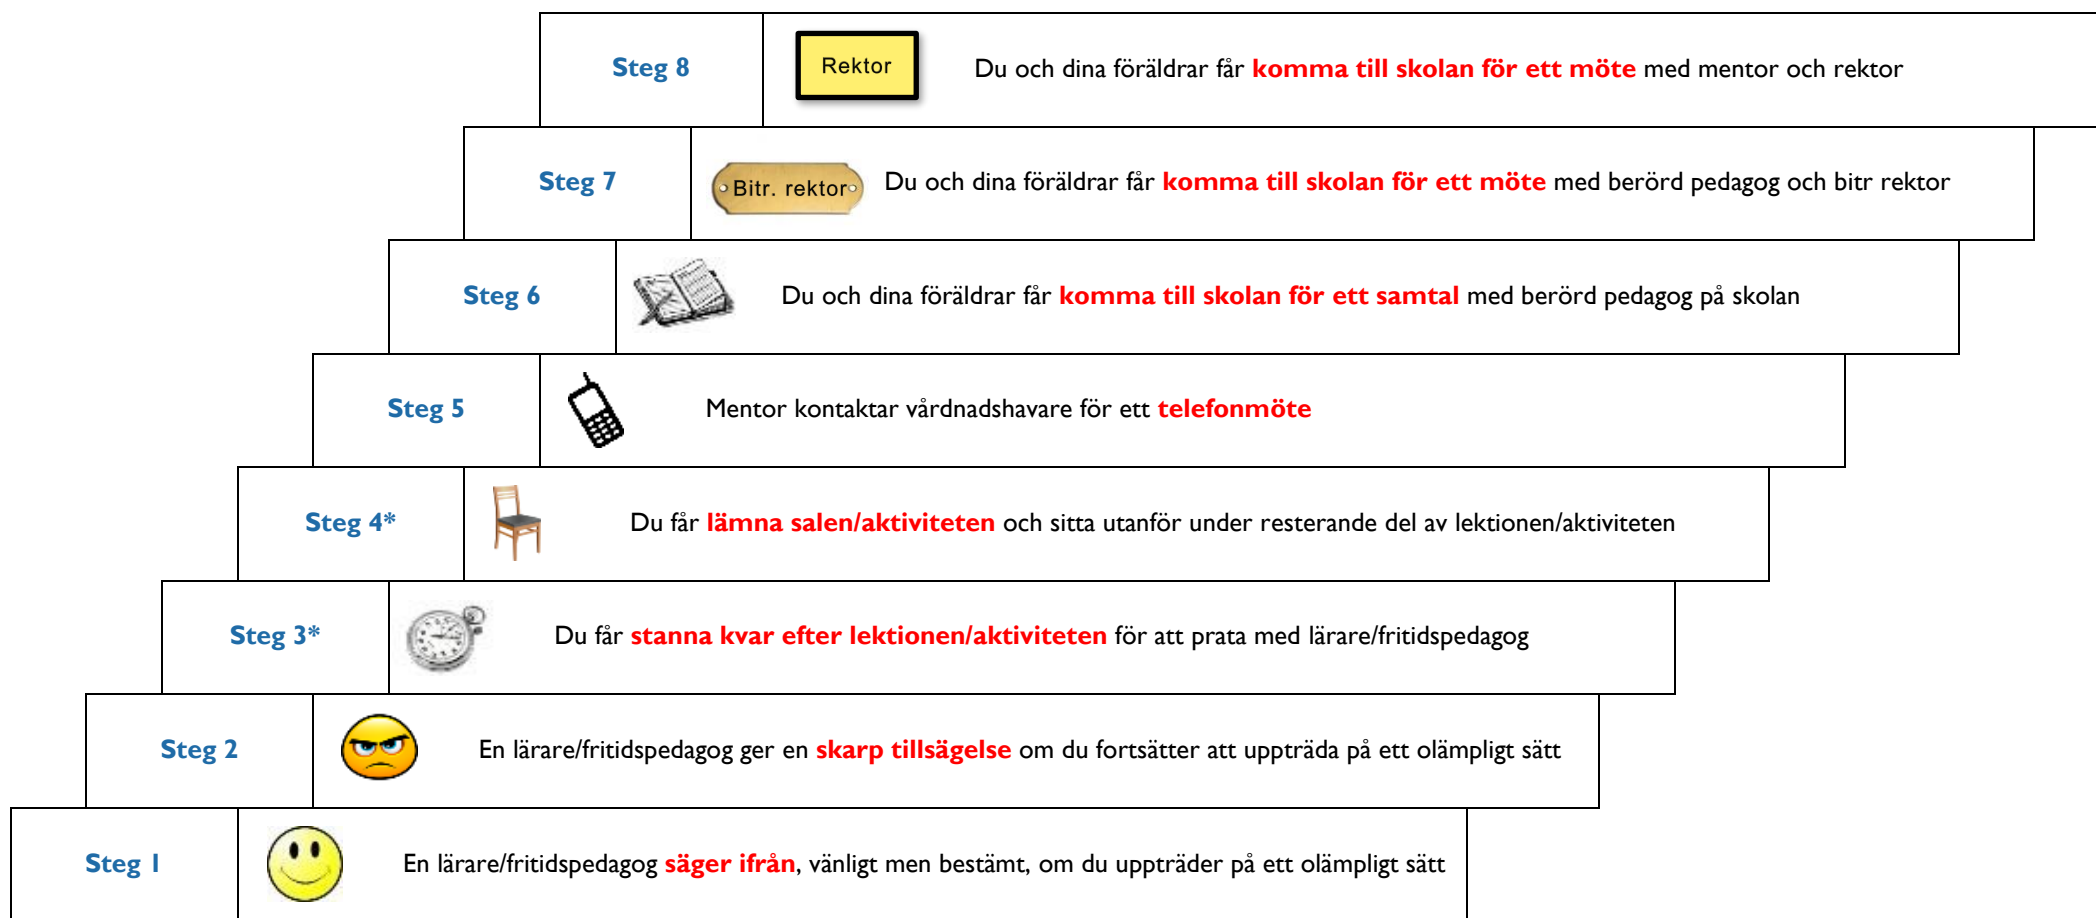 Steg 8 Rektor Du och dina föräldrar får komma till skolan för ett möte med mentor och rektor
Steg 7 Bitr. rektor Du och dina föräldrar får komma till skolan för ett möte med berörd pedagog och bitr rektor
Steg 6 Du och dina föräldrar får komma till skolan för ett samtal med berörd pedagog på skolan
Steg 5 Mentor kontaktar vårdnadshavare för ett telefonmöte
Steg 4* Du får lämna salen/aktiviteten och sitta utanför under resterande del av lektionen/aktiviteten
Steg 3* Du får stanna kvar efter lektionen/aktiviteten för att prata med lärare/fritidspedagog
Steg 2 En lärare/fritidspedagog ger en skarp tillsägelse om du fortsätter att uppträda på ett olämpligt sätt
Steg 1 En lärare/fritidspedagog säger ifrån, vänligt men bestämt, om du uppträder på ett olämpligt sätt